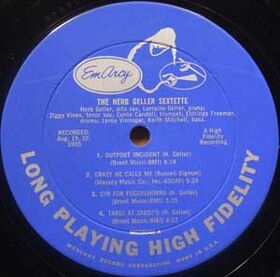 EmArcy
THE HERB GELLER SEXTETTE
Herb Geller, alto sax; Lorraine Geller, piano;
Ziggy Vines, tenor sax; Conte Candoli, trumpet; Eldridge Freeman,
drums; Leroy Vinnegar, Keith Mitchell, bass.
RECORDED:
Aug. 19, 22,
1955
A High
Fidelity
Recording
1. OUTPOST INCIDENT (H. Geller)
(Brent Music-BMI) 4:19
2. CRAZY HE CALLS ME (Russell-Sigman)
(Massey Music Co., Inc.-ASCAP) 5:24
3. GIN FOR FUGUELHORNS (H. Geller)
(Brent Music-BMI) 3:35
4. TARDI AT ZARDI'S (H. Geller)
(Brent Music-BMI) 4:37
LONG PLAYING HIGH FIDELITY
MERCURY RECORD CORPORATION MADE IN U.S.A.